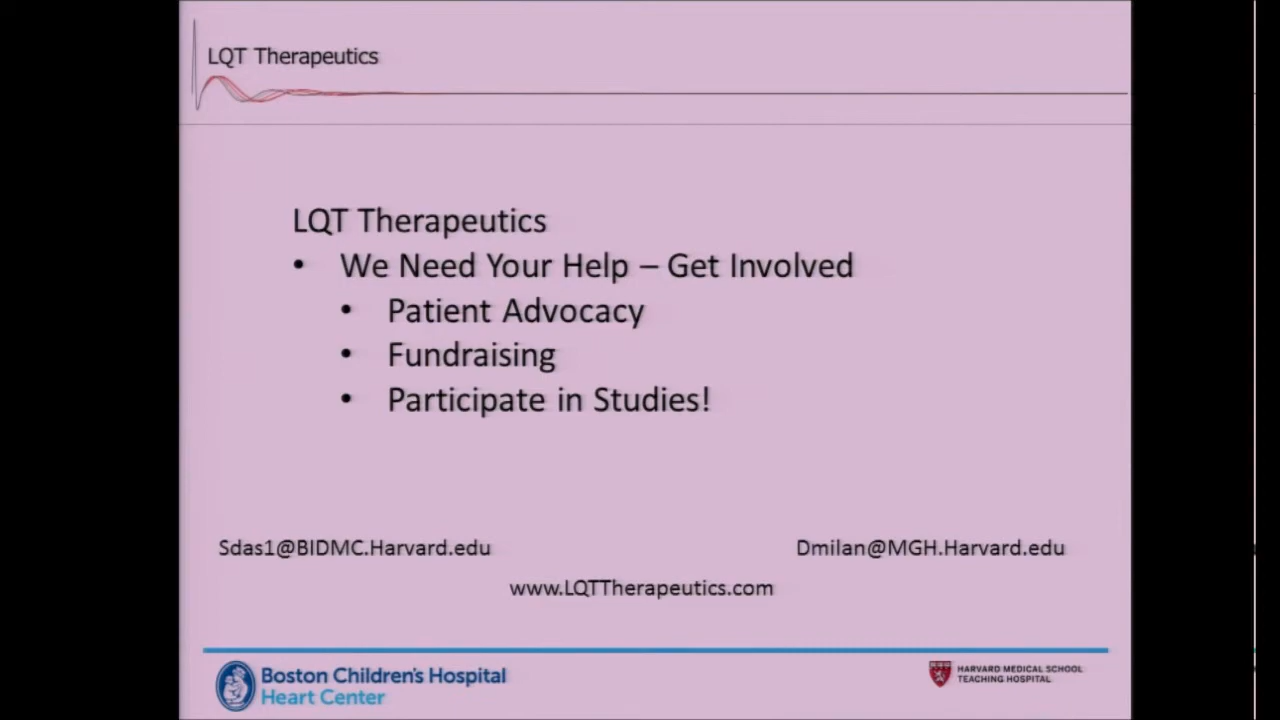 LQT Therapeutics
LQT Therapeutics
• We Need Your Help – Get Involved
• Patient Advocacy
• Fundraising
• Participate in Studies!
Sdas1@BIDMC.Harvard.edu
Dmilan@MGH.Harvard.edu
www.LQTTherapeutics.com
Boston Children's Hospital
Heart Center
HARVARD MEDICAL SCHOOL
TEACHING HOSPITAL